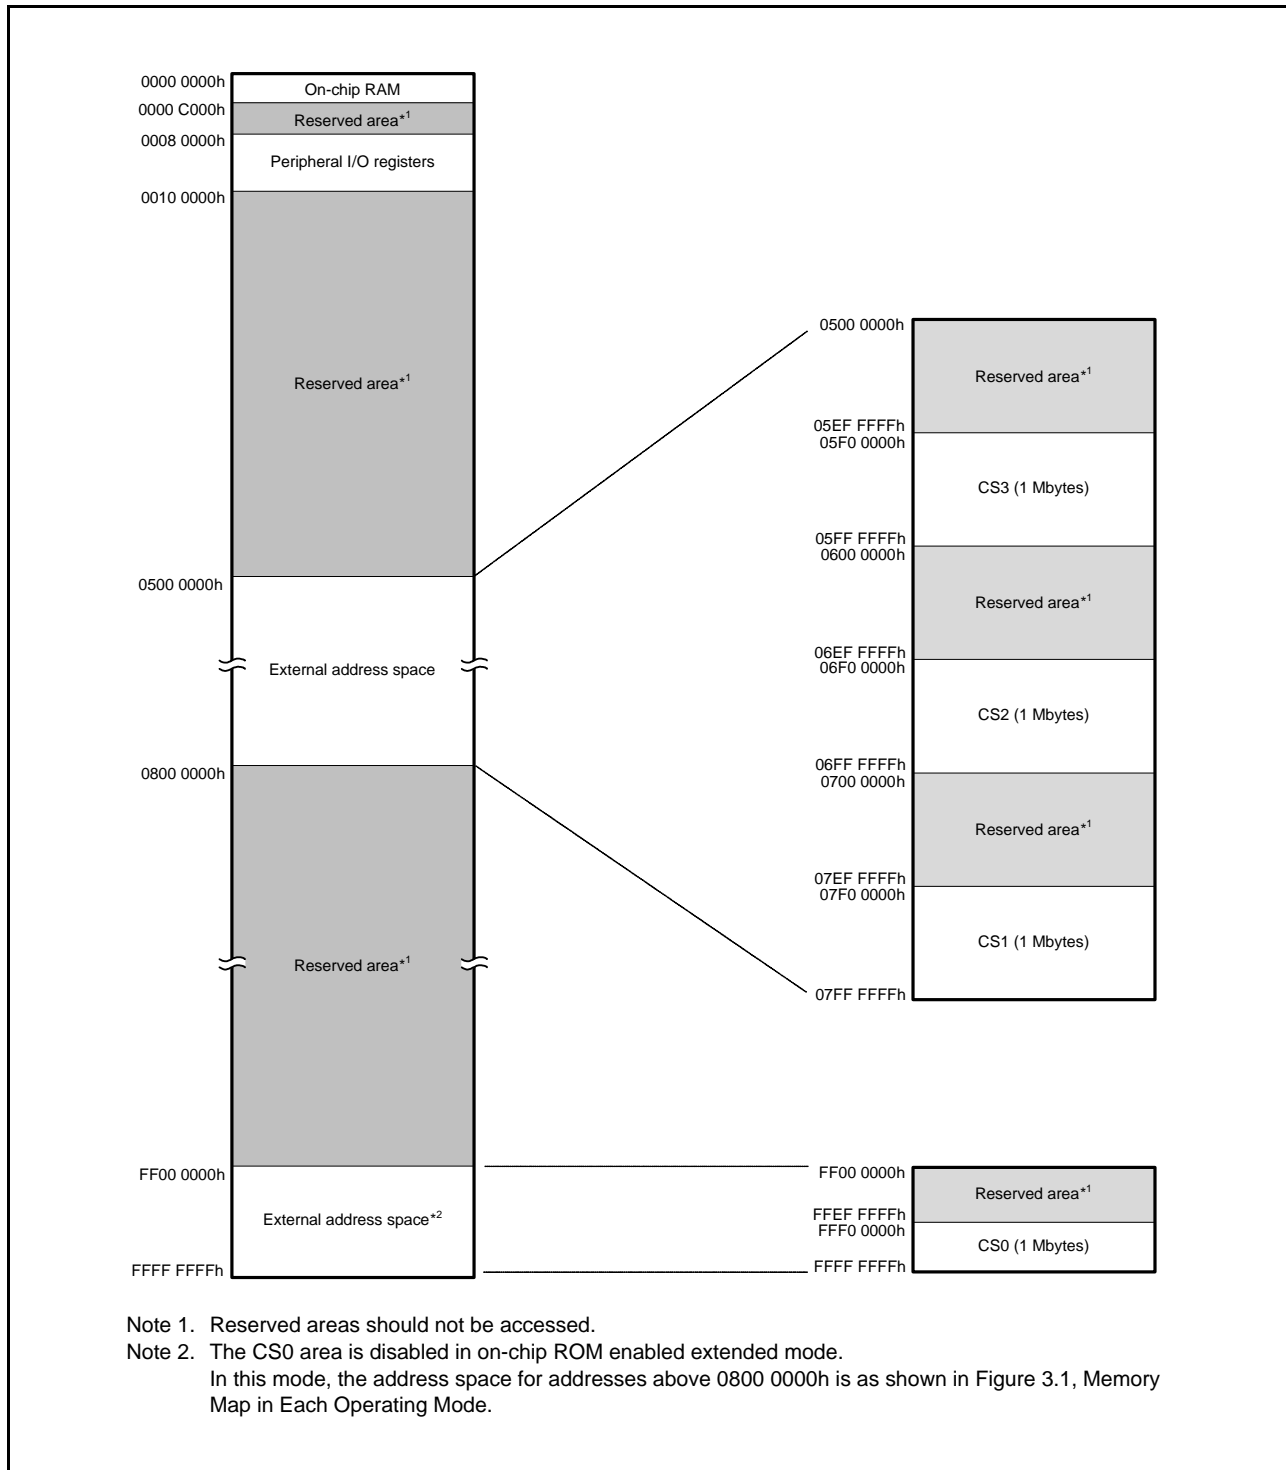 0000 0000h
On-chip RAM
0000 C000h
Reserved area*1
0008 0000h
Peripheral I/O registers
0010 0000h
Reserved area*1
0500 0000h
External address space
0800 0000h
Reserved area*1
FF00 0000h
External address space*2
FFFF FFFFh
0500 0000h
Reserved area*1
05EF FFFFh
05F0 0000h
CS3 (1 Mbytes)
05FF FFFFh
0600 0000h
Reserved area*1
06EF FFFFh
06F0 0000h
CS2 (1 Mbytes)
06FF FFFFh
0700 0000h
Reserved area*1
07EF FFFFh
07F0 0000h
CS1 (1 Mbytes)
07FF FFFFh
FF00 0000h
Reserved area*1
FFEF FFFFh
FFF0 0000h
CS0 (1 Mbytes)
FFFF FFFFh
Note 1. Reserved areas should not be accessed.
Note 2. The CS0 area is disabled in on-chip ROM enabled extended mode.
In this mode, the address space for addresses above 0800 0000h is as shown in Figure 3.1, Memory
Map in Each Operating Mode.